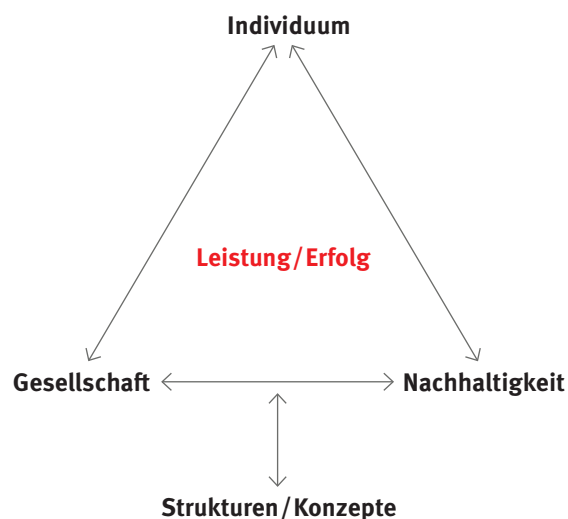 Individuum
Leistung/Erfolg
Gesellschaft Nachhaltigkeit
Strukturen/Konzepte